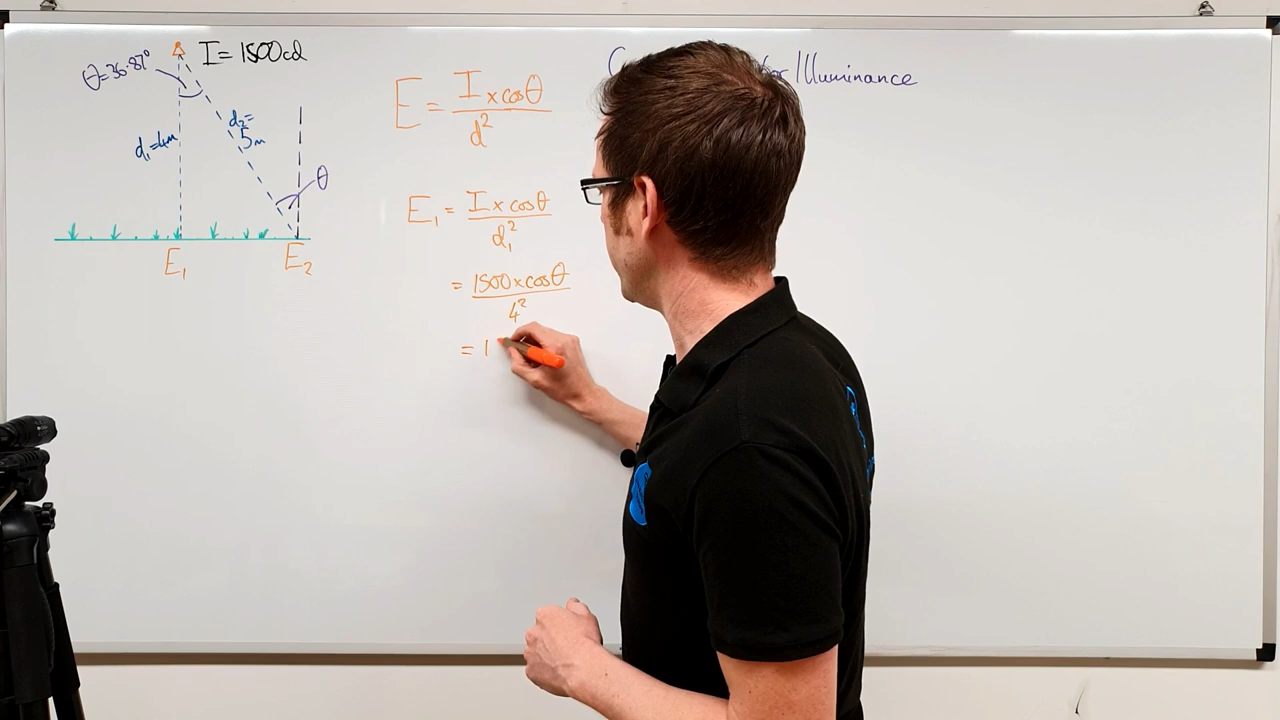 θ=36.87°
I = 1500cd
d₁=4m
d₂=
5m
θ
E₁
E₂
E = I x cosθ / d²
E₁ = I x cosθ / d₁²
= 1500 x cosθ / 4²
= 1
Illuminance